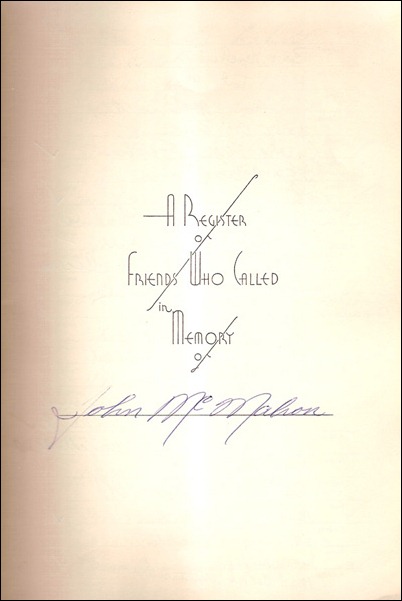 A Register
of
Friends Who Called
in
Memory
of
John McMahon